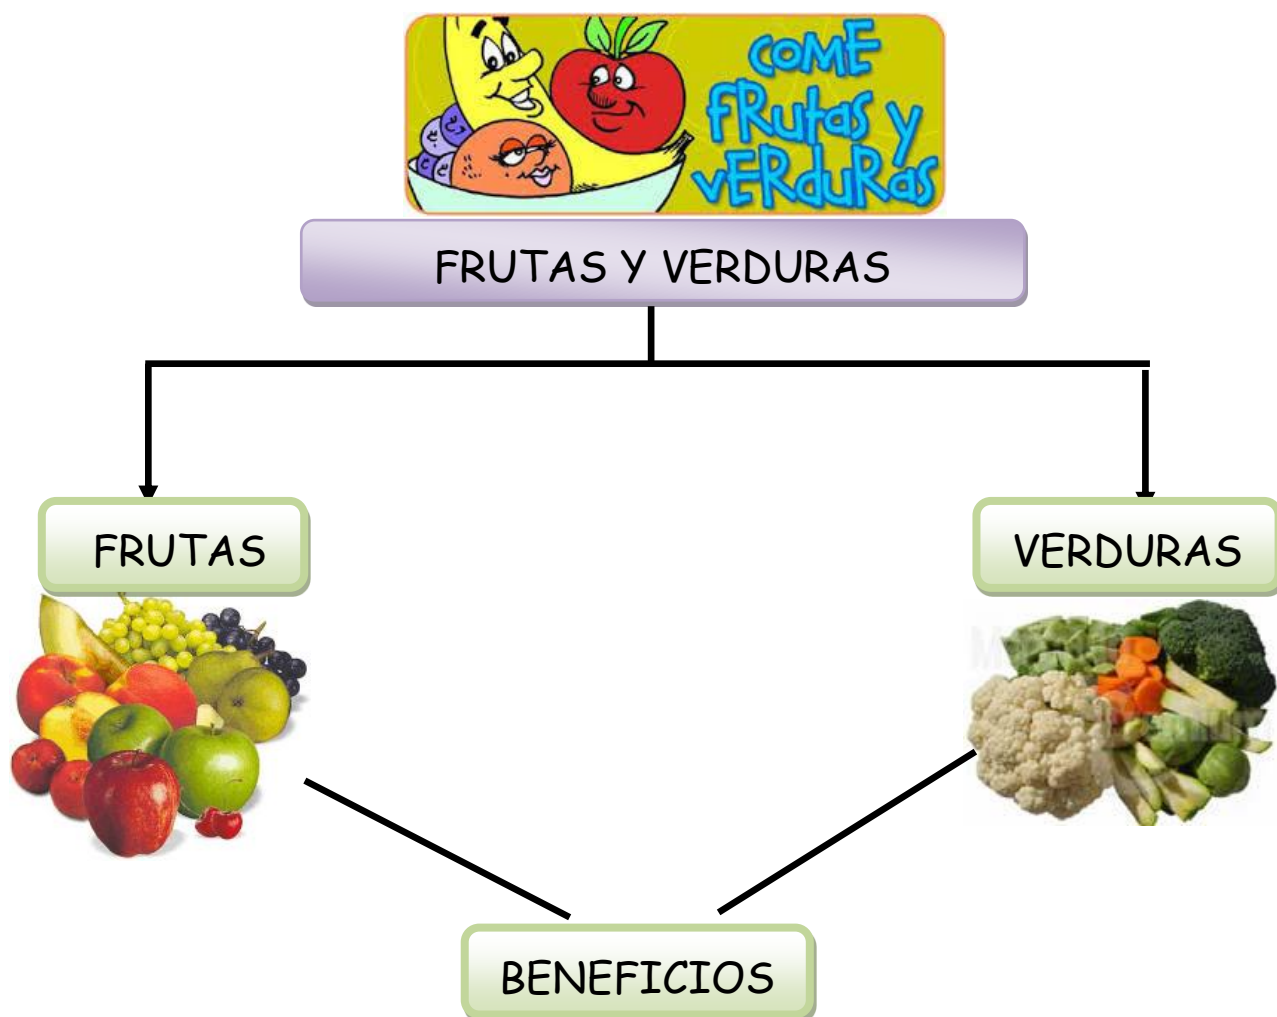 COME
fRutas y
vERduRas
FRUTAS Y VERDURAS
FRUTAS
VERDURAS
BENEFICIOS